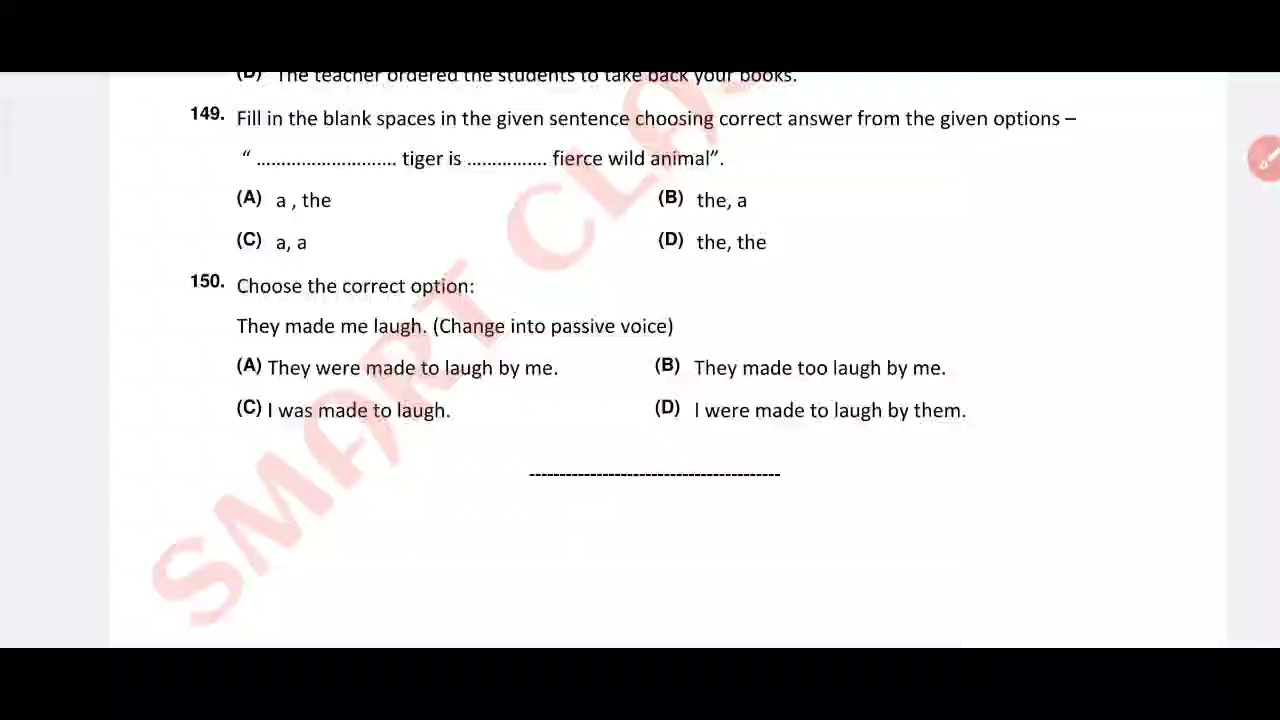 (D) The teacher ordered the students to take back your books.
149. Fill in the blank spaces in the given sentence choosing correct answer from the given options –
“ ............................ tiger is ................ fierce wild animal”.
(A) a , the (B) the, a
(C) a, a (D) the, the
150. Choose the correct option:
They made me laugh. (Change into passive voice)
(A) They were made to laugh by me. (B) They made too laugh by me.
(C) I was made to laugh. (D) I were made to laugh by them.
-----------------------------------------
SMART CLA